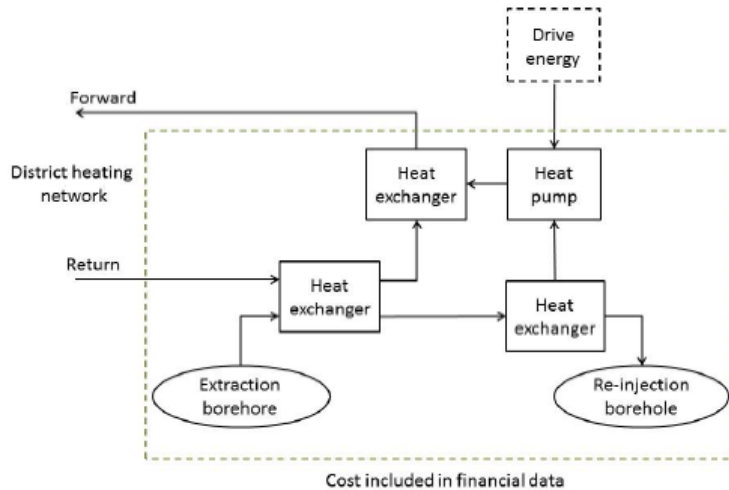 Drive
energy
Forward
District heating
network
Heat
exchanger
Heat
pump
Return
Heat
exchanger
Heat
exchanger
Extraction
borehore
Re-injection
borehole
Cost included in financial data